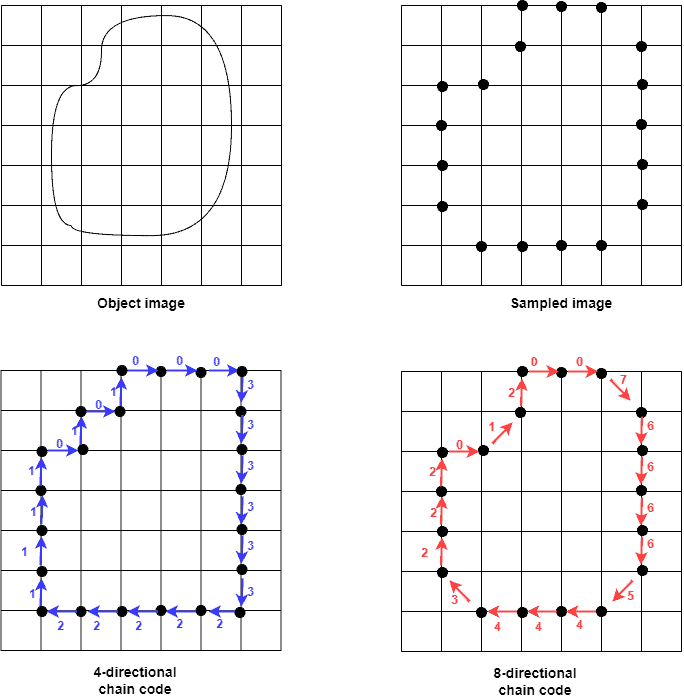 Object image
Sampled image
0 0 0
1 3
0
1 3
0
1 3
1 3
1 3
1 3
2 2 2 2 2
4-directional
chain code
0 0
7
2
1 6
0
2 6
2 6
2 6
3 5
4 4 4
8-directional
chain code